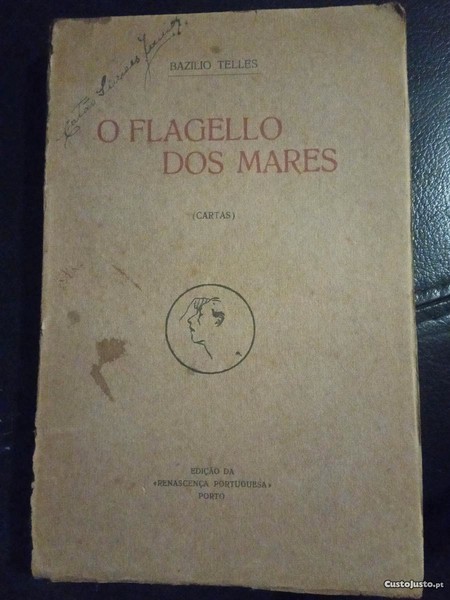 BAZILIO TELLES
O FLAGELLO
DOS MARES
(CARTAS)
EDIÇÃO DA
«RENASCENÇA PORTUGUESA»
PORTO
CustoJusto.pt